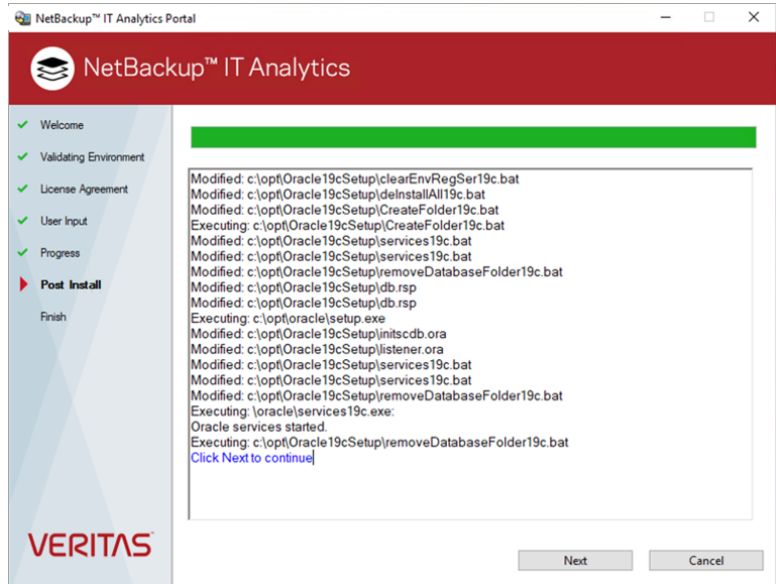 NetBackup™ IT Analytics Portal
NetBackup™ IT Analytics
Welcome
Validating Environment
License Agreement
User Input
Progress
Post Install
Finish
Modified: c:\opt\Oracle19cSetup\clearEnvRegSer19c.bat
Modified: c:\opt\Oracle19cSetup\deInstallAll19c.bat
Modified: c:\opt\Oracle19cSetup\CreateFolder19c.bat
Executing: c:\opt\Oracle19cSetup\CreateFolder19c.bat
Modified: c:\opt\Oracle19cSetup\services19c.bat
Modified: c:\opt\Oracle19cSetup\services19c.bat
Modified: c:\opt\Oracle19cSetup\removeDatabaseFolder19c.bat
Modified: c:\opt\Oracle19cSetup\db.rsp
Modified: c:\opt\Oracle19cSetup\db.rsp
Executing: c:\opt\oracle\setup.exe
Modified: c:\opt\Oracle19cSetup\initscdb.ora
Modified: c:\opt\Oracle19cSetup\listener.ora
Modified: c:\opt\Oracle19cSetup\services19c.bat
Modified: c:\opt\Oracle19cSetup\services19c.bat
Modified: c:\opt\Oracle19cSetup\removeDatabaseFolder19c.bat
Executing: \oracle\services19c.exe:
Oracle services started.
Executing: c:\opt\Oracle19cSetup\removeDatabaseFolder19c.bat
Click Next to continue
VERITAS
Next
Cancel